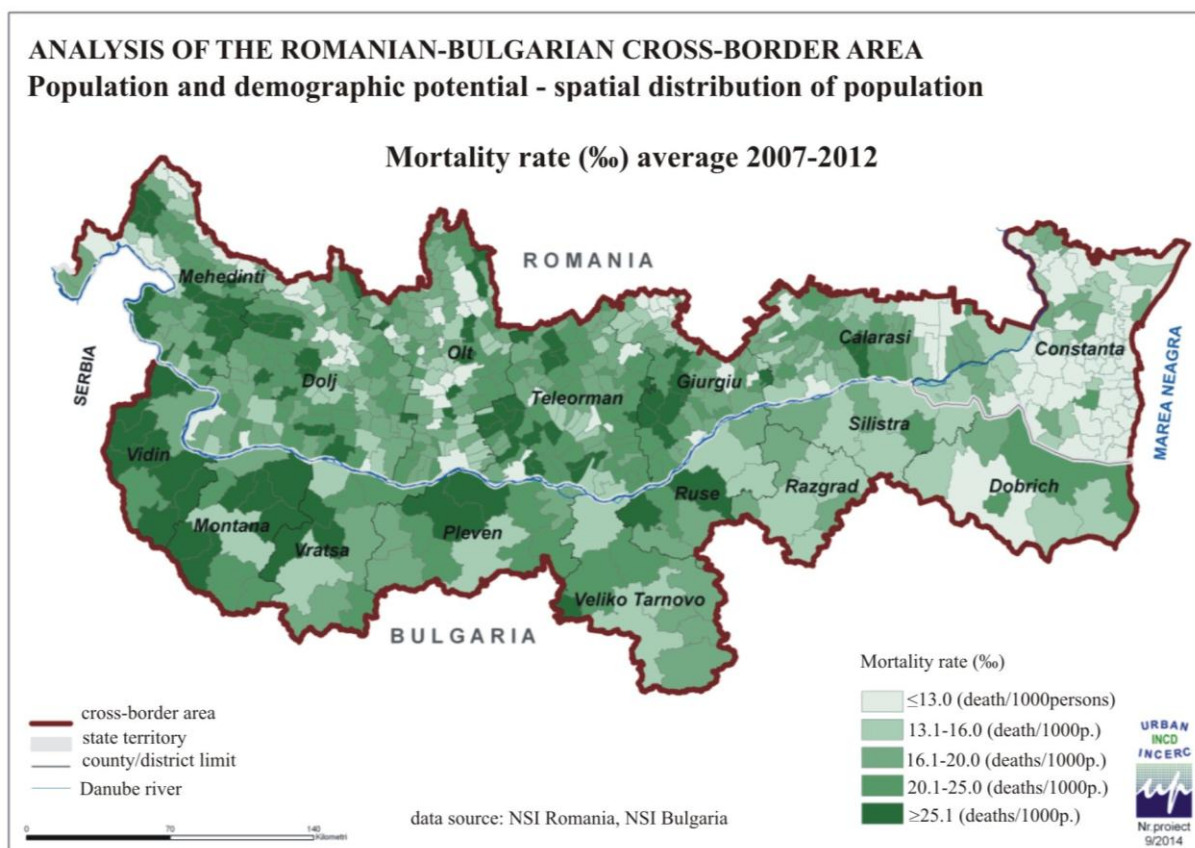 ANALYSIS OF THE ROMANIAN-BULGARIAN CROSS-BORDER AREA
Population and demographic potential - spatial distribution of population
Mortality rate (‰) average 2007-2012
ROMANIA
Mehedinti
SERBIA
Dolj
Olt
Teleorman
Giurgiu
Calarasi
Constanta
MAREA NEAGRA
Vidin
Montana
Vratsa
Pleven
Ruse
Razgrad
Silistra
Dobrich
Veliko Tarnovo
BULGARIA
cross-border area
state territory
county/district limit
Danube river
0 70 140
Kilometri
data source: NSI Romania, NSI Bulgaria
Mortality rate (‰)
≤13.0 (death/1000persons)
13.1-16.0 (death/1000p.)
16.1-20.0 (deaths/1000p.)
20.1-25.0 (deaths/1000p.)
≥25.1 (deaths/1000p.)
URBAN
INCD
INCERC
up
Nr.proiect
9/2014